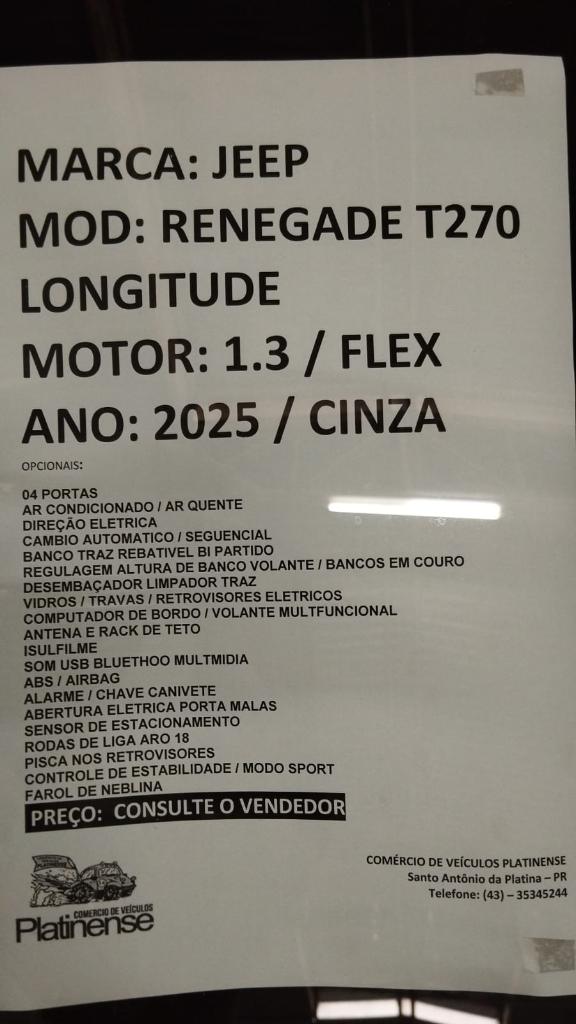 MARCA: JEEP
MOD: RENEGADE T270
LONGITUDE
MOTOR: 1.3 / FLEX
ANO: 2025 / CINZA
OPCIONAIS:
04 PORTAS
AR CONDICIONADO / AR QUENTE
DIREÇÃO ELETRICA
CAMBIO AUTOMATICO / SEGUENCIAL
BANCO TRAZ REBATIVEL BI PARTIDO
REGULAGEM ALTURA DE BANCO VOLANTE / BANCOS EM COURO
DESEMBAÇADOR LIMPADOR TRAZ
VIDROS / TRAVAS / RETROVISORES ELETRICOS
COMPUTADOR DE BORDO / VOLANTE MULTFUNCIONAL
ANTENA E RACK DE TETO
ISULFILME
SOM USB BLUETHOO MULTMIDIA
ABS / AIRBAG
ALARME / CHAVE CANIVETE
ABERTURA ELETRICA PORTA MALAS
SENSOR DE ESTACIONAMENTO
RODAS DE LIGA ARO 18
PISCA NOS RETROVISORES
CONTROLE DE ESTABILIDADE / MODO SPORT
FAROL DE NEBLINA
PREÇO: CONSULTE O VENDEDOR
COMÉRCIO DE VEÍCULOS PLATINENSE
Santo Antônio da Platina – PR
Telefone: (43) – 35345244
COMERCIO DE VEÍCULOS
Platinense